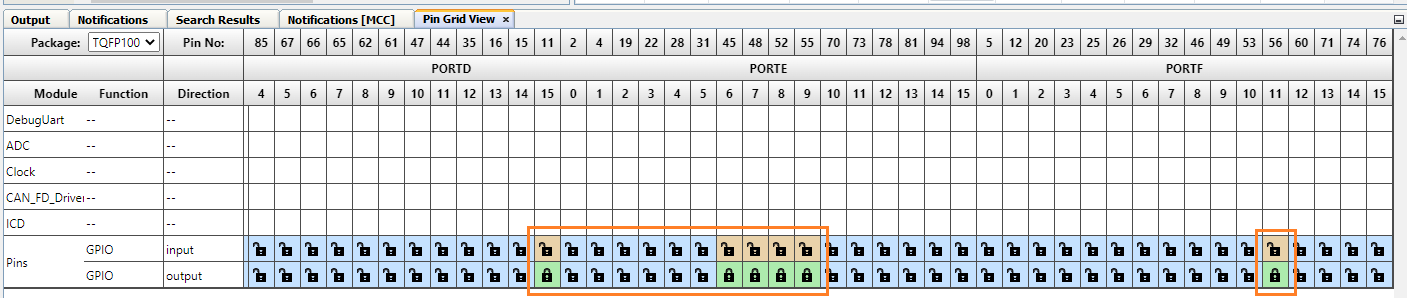 Output Notifications Search Results Notifications [MCC] Pin Grid View ×
Package: TQFP100 Pin No: 85 67 66 65 62 61 47 44 35 16 15 11 2 4 19 22 28 31 45 48 52 55 70 73 78 81 94 98 5 12 20 23 25 26 29 32 49 50 53 56 60 71 74 76
PORTD PORTE PORTF
Module Function Direction 4 5 6 7 8 9 10 11 12 13 14 15 0 1 2 3 4 5 6 7 8 9 10 11 12 13 14 15 0 1 2 3 4 5 6 7 8 9 10 11 12 13 14 15
DebugUart -- --
ADC -- --
Clock -- --
CAN_FD_Driver -- --
ICD -- --
Pins GPIO input
GPIO output